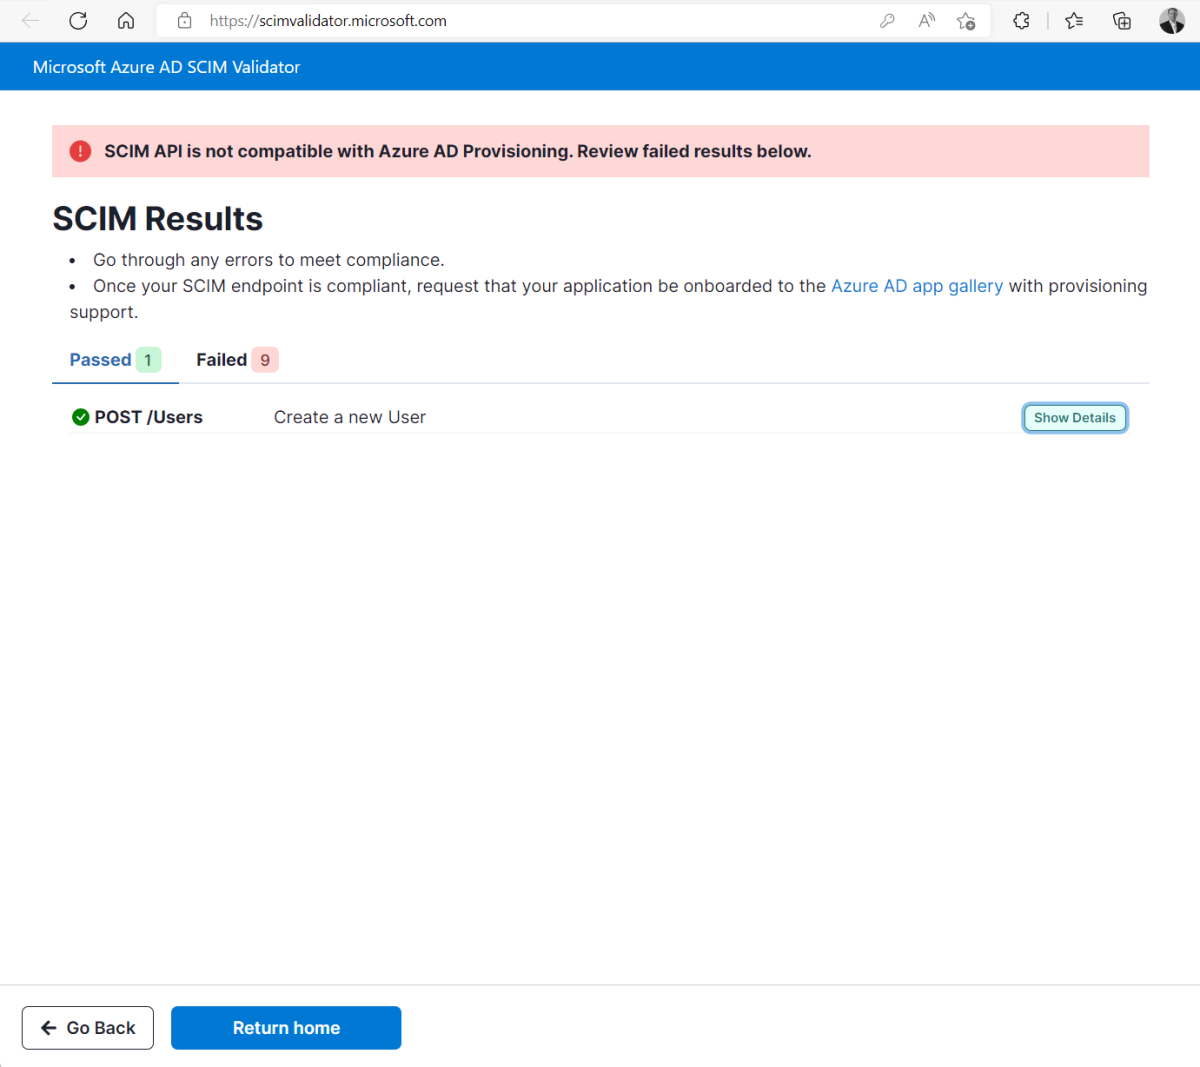 https://scimvalidator.microsoft.com
Microsoft Azure AD SCIM Validator
SCIM API is not compatible with Azure AD Provisioning. Review failed results below.
SCIM Results
• Go through any errors to meet compliance.
• Once your SCIM endpoint is compliant, request that your application be onboarded to the Azure AD app gallery with provisioning
support.
Passed 1 Failed 9
POST /Users Create a new User Show Details
Go Back Return home